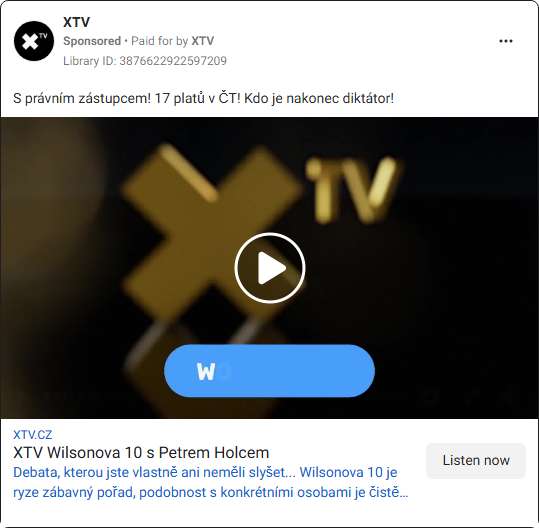 XTV
Sponsored • Paid for by XTV
Library ID: 3876622922597209
S právním zástupcem! 17 platů v ČT! Kdo je nakonec diktátor!
XTV
WO
XTV.CZ
XTV Wilsonova 10 s Petrem Holcem
Debata, kterou jste vlastně ani neměli slyšet... Wilsonova 10 je
ryze zábavný pořad, podobnost s konkrétními osobami je čistě...
Listen now